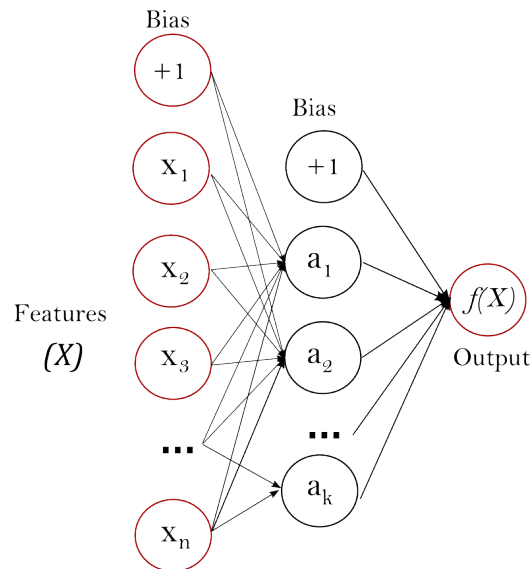 Bias
+1
Bias
x₁
+1
x₂
a₁
Features
(X)
f(X)
x₃
a₂
Output
...
...
xₙ
aₖ